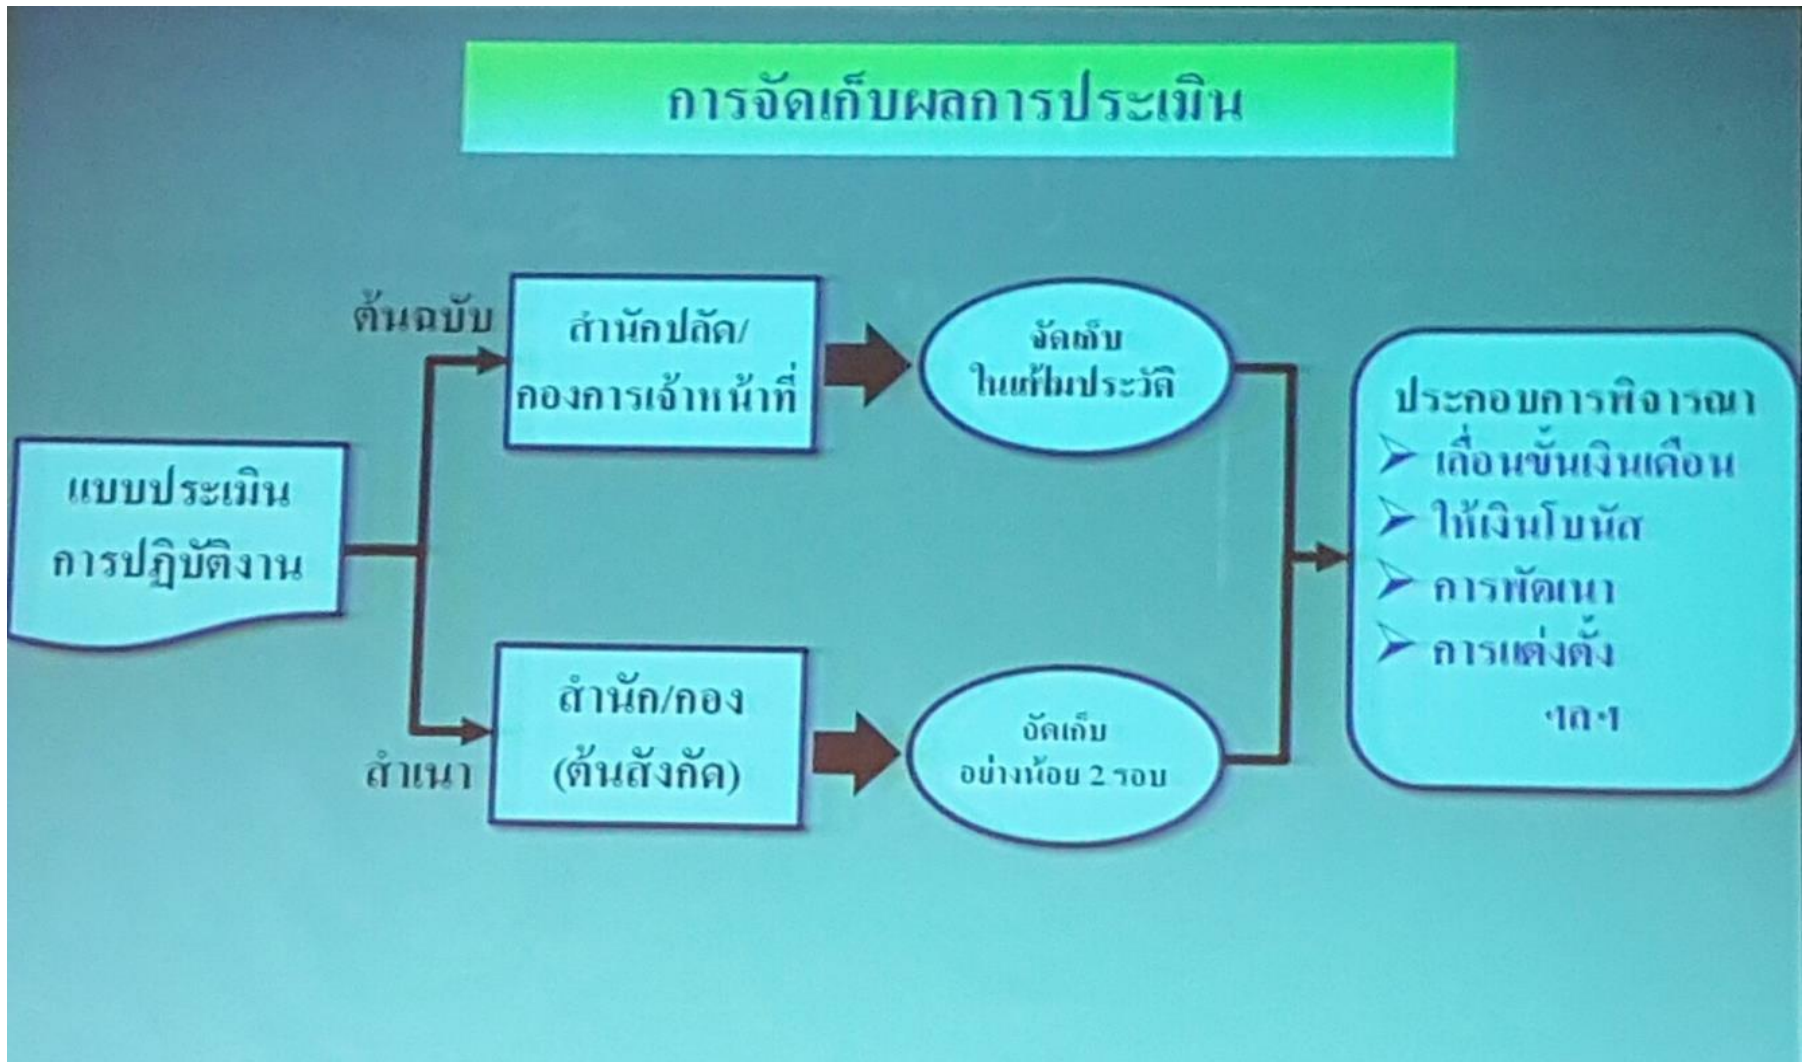 การจัดเก็บผลการประเมิน
แบบประเมิน
การปฏิบัติงาน
ต้นฉบับ
สำนักปลัด/
กองการเจ้าหน้าที่
จัดเก็บ
ในแฟ้มประวัติ
สำเนา
สำนัก/กอง
(ต้นสังกัด)
จัดเก็บ
อย่างน้อย 2 รอบ
ประกอบการพิจารณา
➢ เลื่อนขั้นเงินเดือน
➢ ให้เงินโบนัส
➢ การพัฒนา
➢ การแต่งตั้ง
ฯลฯ